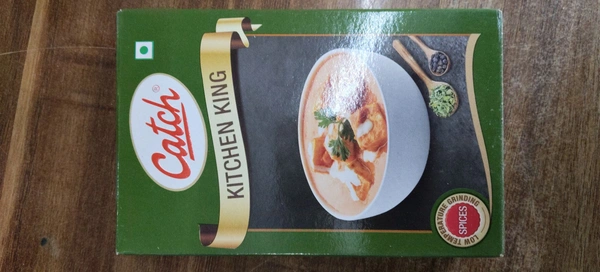 Catch®
KITCHEN KING
LOW TEMPERATURE GRINDING
SPICES